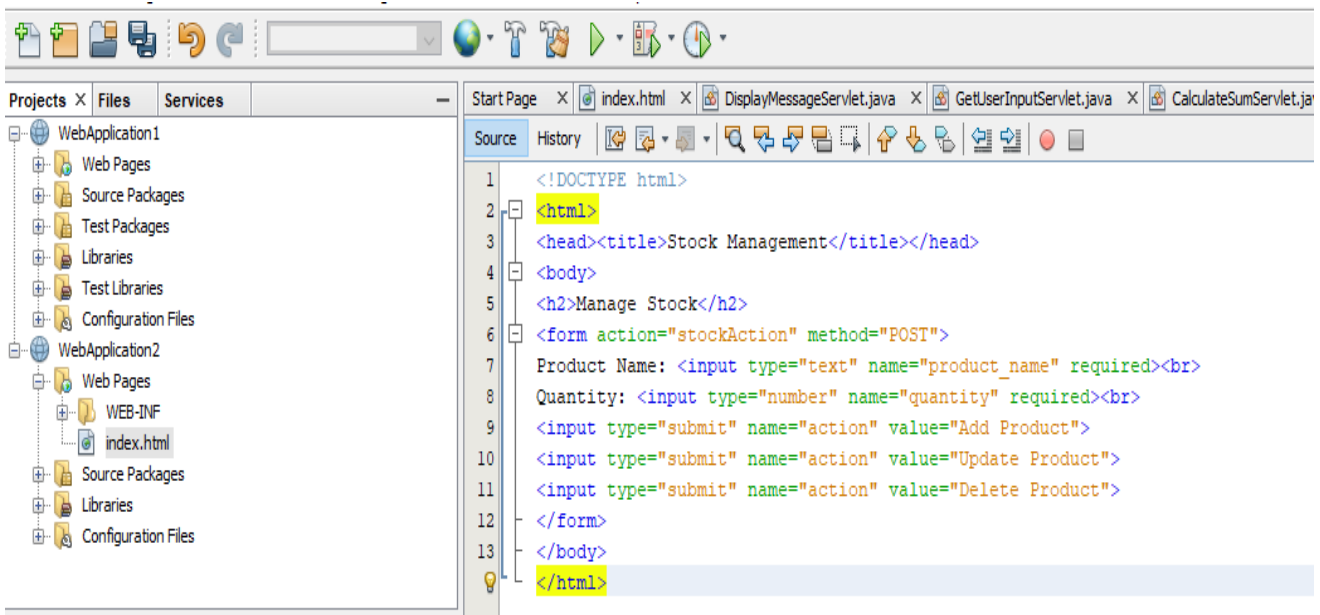 Projects Files Services
WebApplication1
Web Pages
Source Packages
Test Packages
Libraries
Test Libraries
Configuration Files
WebApplication2
Web Pages
WEB-INF
index.html
Source Packages
Libraries
Configuration Files
Start Page index.html DisplayMessageServlet.java GetUserInputServlet.java CalculateSumServlet.ja
Source History
1 <!DOCTYPE html>
2 <html>
3 <head><title>Stock Management</title></head>
4 <body>
5 <h2>Manage Stock</h2>
6 <form action="stockAction" method="POST">
7 Product Name: <input type="text" name="product_name" required><br>
8 Quantity: <input type="number" name="quantity" required><br>
9 <input type="submit" name="action" value="Add Product">
10 <input type="submit" name="action" value="Update Product">
11 <input type="submit" name="action" value="Delete Product">
12 </form>
13 </body>
</html>